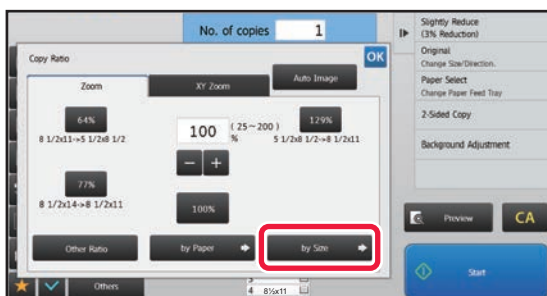 No. of copies 1
Slightly Reduce
(3% Reduction)
Original
Change Size/Direction.
Paper Select
Change Paper Feed Tray
2-Sided Copy
Background Adjustment
Copy Ratio
OK
Zoom
XY Zoom
Auto Image
64%
8 1/2x11->5 1/2x8 1/2
100 (25~200)
%
129%
5 1/2x8 1/2->8 1/2x11
77%
8 1/2x14->8 1/2x11
− +
100%
Other Ratio
by Paper
by Size
Preview
CA
Start
Others
4 8½x11